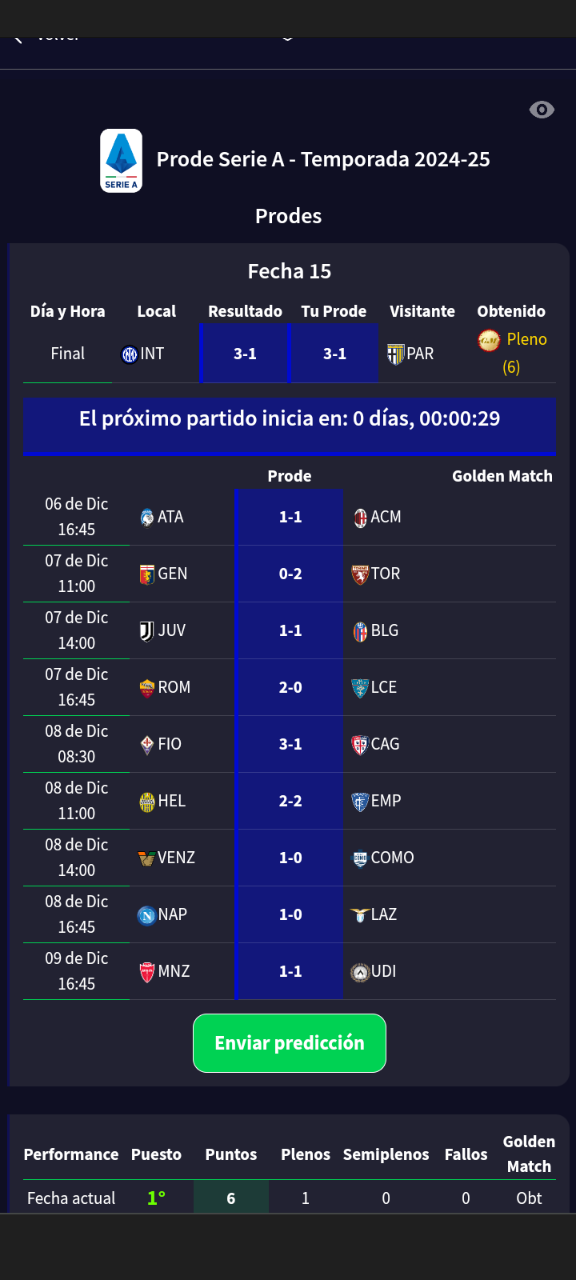 Volver
SERIE A
Prode Serie A - Temporada 2024-25
Prodes
Fecha 15
Día y Hora Local Resultado Tu Prode Visitante Obtenido
Final INT 3-1 3-1 PAR GM Pleno
(6)
El próximo partido inicia en: 0 días, 00:00:29
Prode Golden Match
06 de Dic
16:45 ATA 1-1 ACM
07 de Dic
11:00 GEN 0-2 TOR
07 de Dic
14:00 JUV 1-1 BLG
07 de Dic
16:45 ROM 2-0 LCE
08 de Dic
08:30 FIO 3-1 CAG
08 de Dic
11:00 HEL 2-2 EMP
08 de Dic
14:00 VENZ 1-0 COMO
08 de Dic
16:45 NAP 1-0 LAZ
09 de Dic
16:45 MNZ 1-1 UDI
Enviar predicción
Performance Puesto Puntos Plenos Semiplenos Fallos Golden
Match
Fecha actual 1° 6 1 0 0 Obt